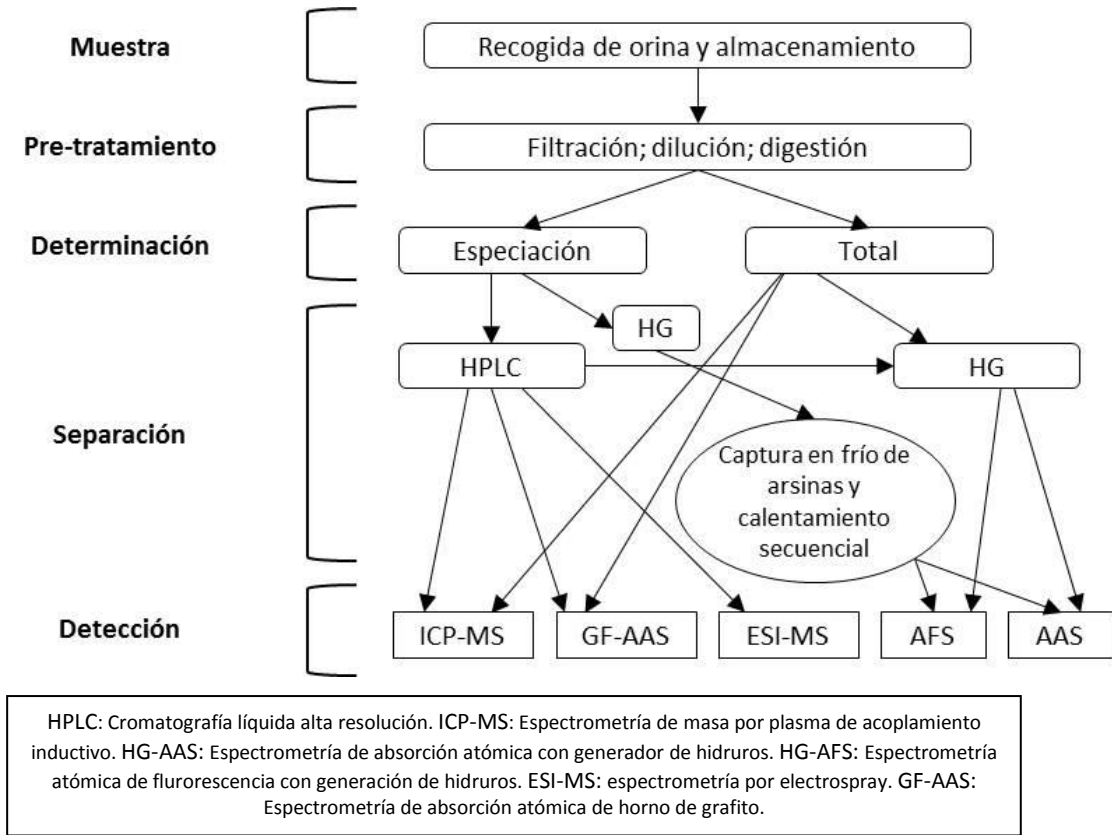 Muestra
Recogida de orina y almacenamiento
Pre-tratamiento
Filtración; dilución; digestión
Determinación
Especiación
Total
Separación
HG
HPLC
HG
Captura en frío de
arsinas y
calentamiento
secuencial
Detección
ICP-MS
GF-AAS
ESI-MS
AFS
AAS
HPLC: Cromatografía líquida alta resolución. ICP-MS: Espectrometría de masa por plasma de acoplamiento
inductivo. HG-AAS: Espectrometría de absorción atómica con generador de hidruros. HG-AFS: Espectrometría
atómica de flurorescencia con generación de hidruros. ESI-MS: espectrometría por electrospray. GF-AAS:
Espectrometría de absorción atómica de horno de grafito.